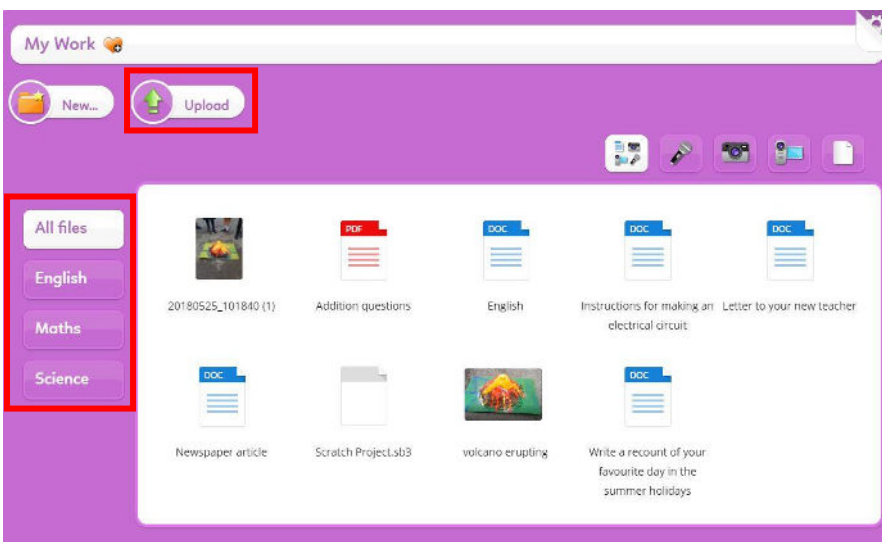 My Work
New...
Upload
All files
English
Maths
Science
20180525_101840 (1)
PDF
Addition questions
DOC
English
DOC
Instructions for making an
electrical circuit
DOC
Letter to your new teacher
DOC
Newspaper article
Scratch Project.sb3
volcano erupting
DOC
Write a recount of your
favourite day in the
summer holidays